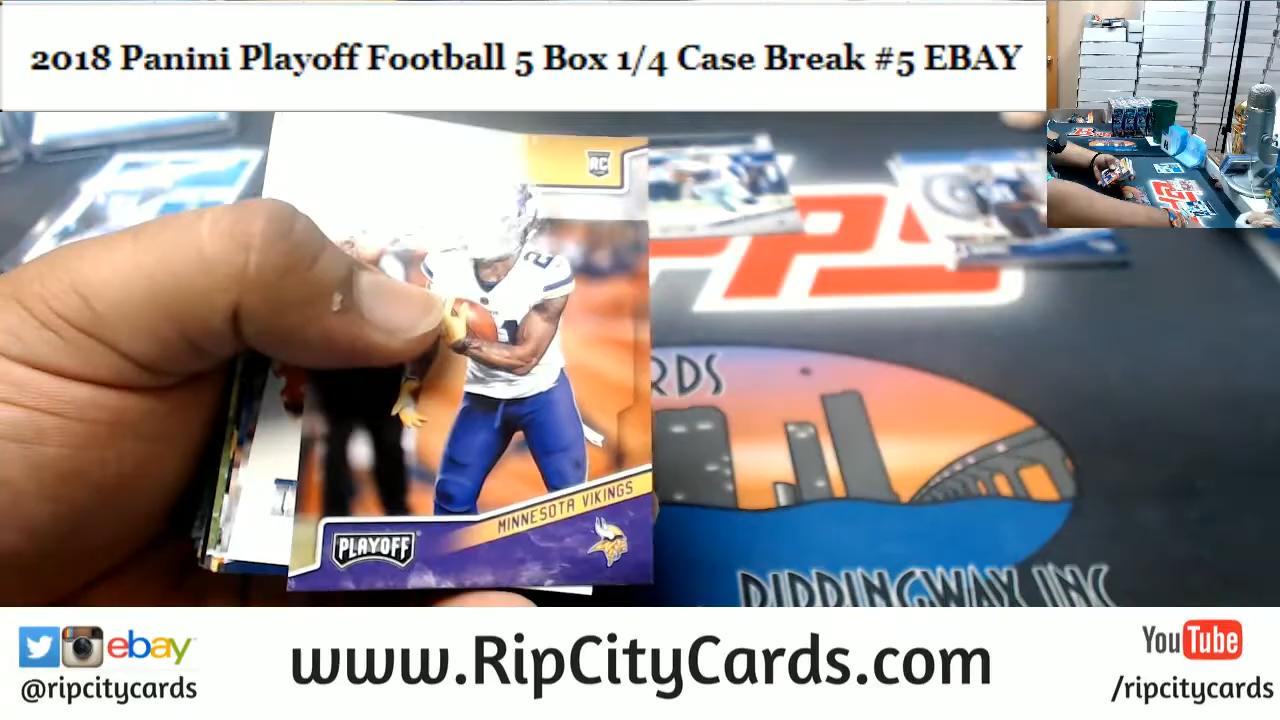 2018 Panini Playoff Football 5 Box 1/4 Case Break #5 EBAY
RC
MINNESOTA VIKINGS
PLAYOFF
RDS
RIPPINGWAX INC
ebay
@ripcitycards
www.RipCityCards.com
YouTube
/ripcitycards